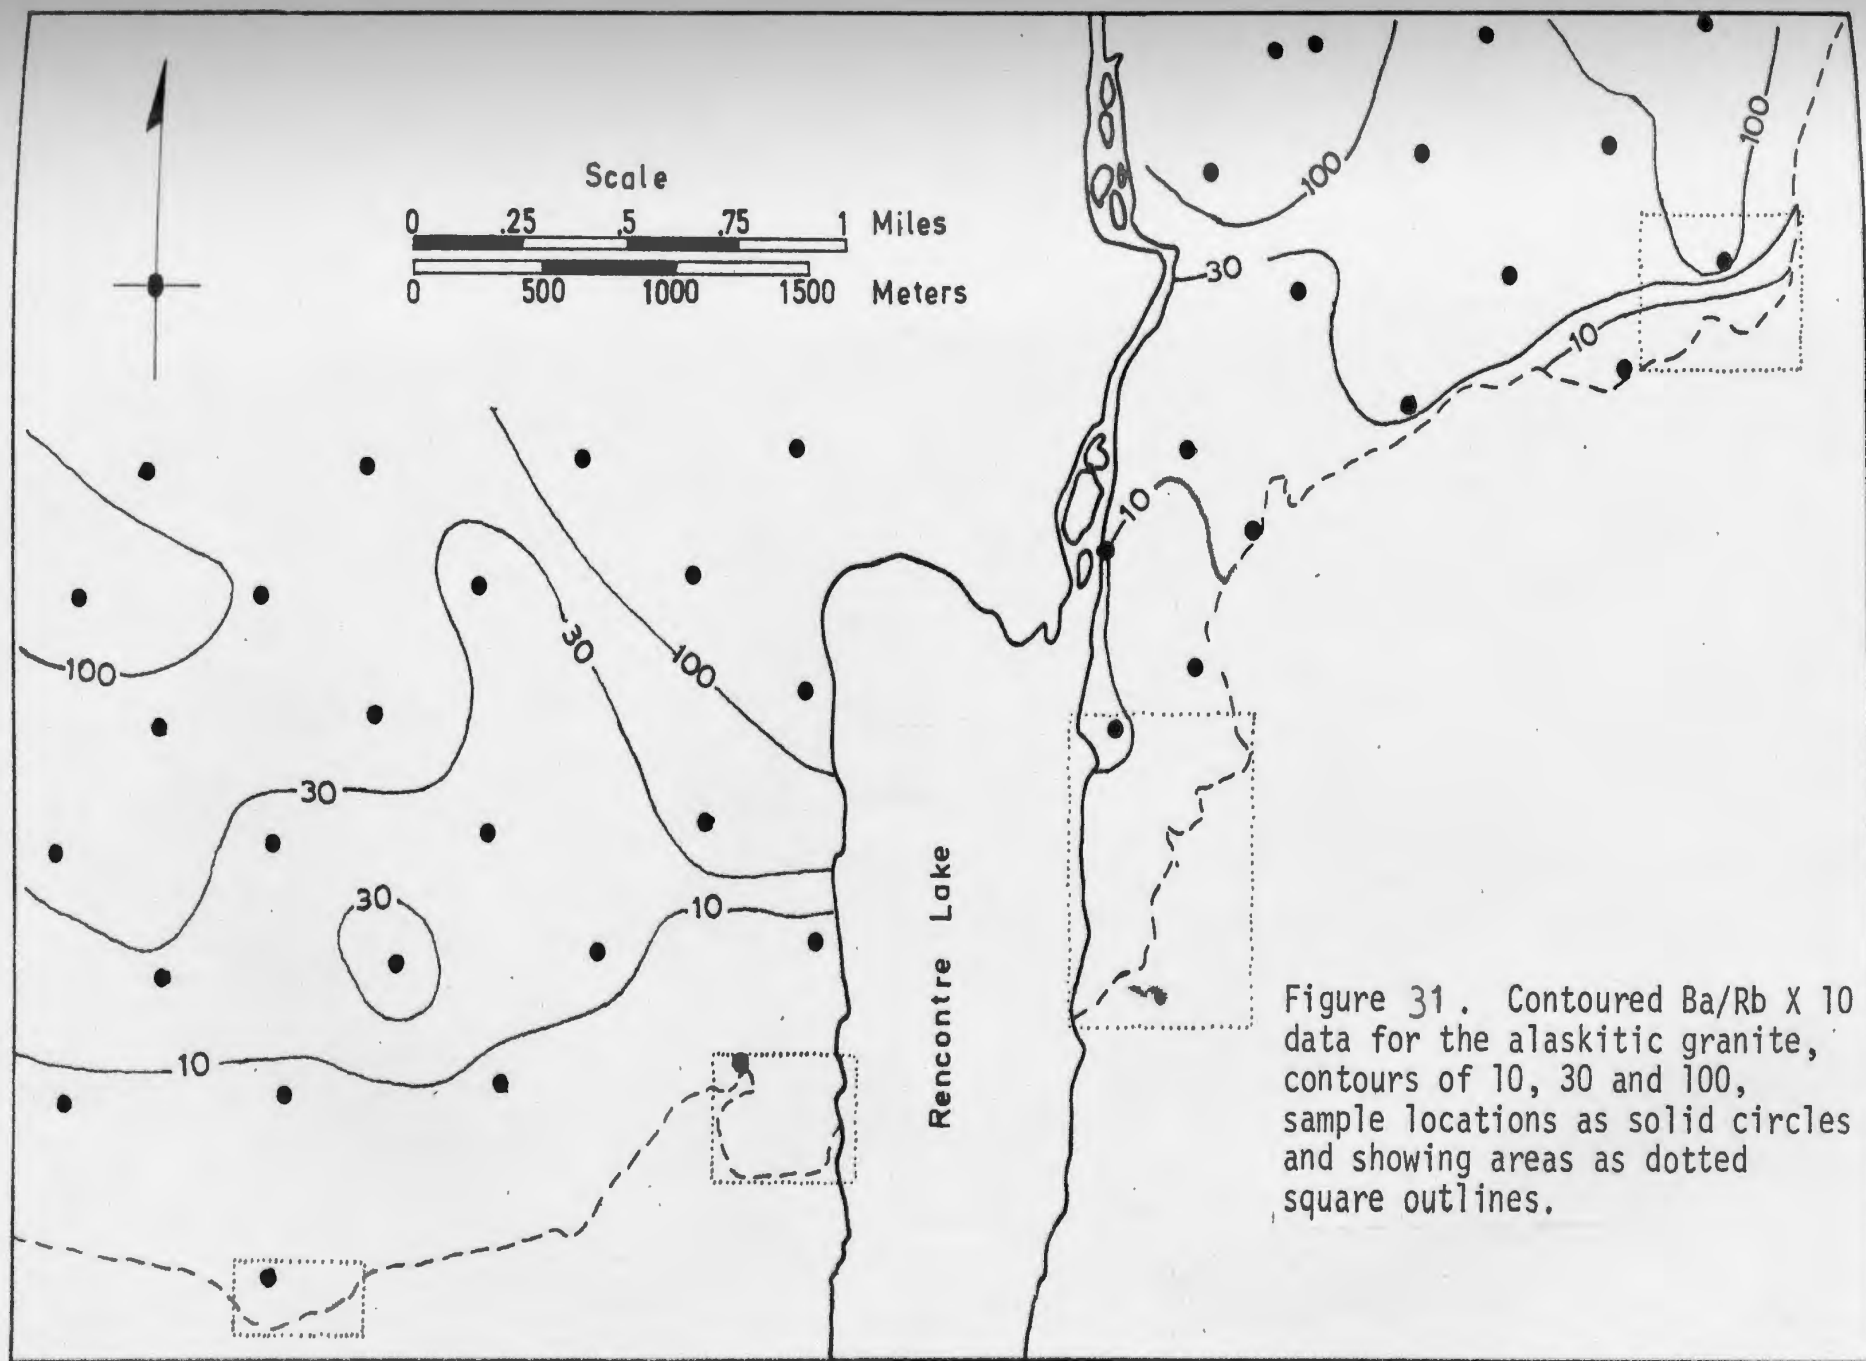 Scale
0 .25 .5 .75 1 Miles
0 500 1000 1500 Meters
100
100
100
30
10
10
30
100
100
30
30
10
10
Rencontre Lake
Figure 31. Contoured Ba/Rb X 10
data for the alaskitic granite,
contours of 10, 30 and 100,
sample locations as solid circles
and showing areas as dotted
square outlines.